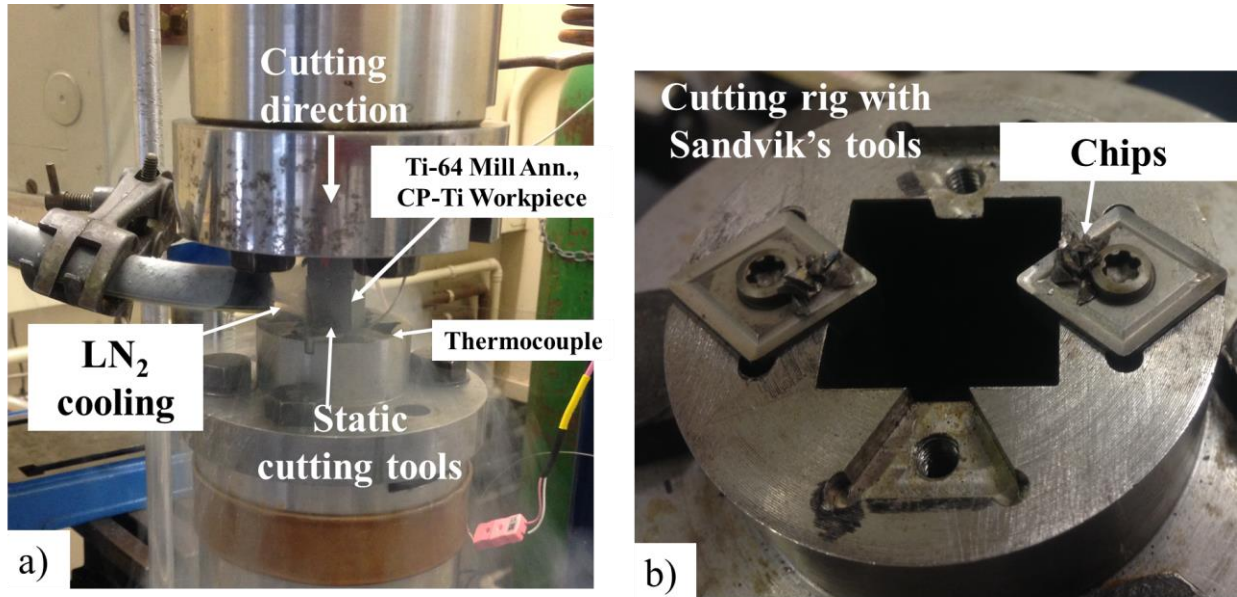 Cutting
direction
Ti-64 Mill Ann.,
CP-Ti Workpiece
Thermocouple
LN₂
cooling
Static
cutting tools
a)
Cutting rig with
Sandvik's tools
Chips
b)